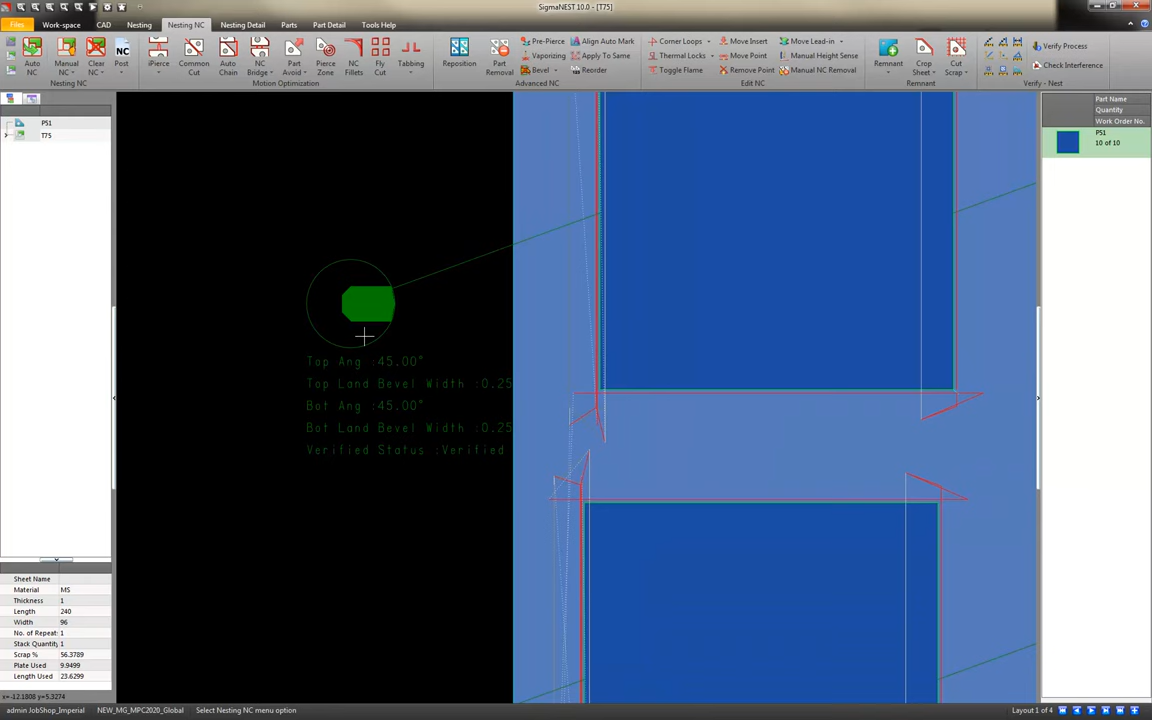 SigmaNEST 10.0 - [T75]
Files Work-space CAD Nesting Nesting NC Nesting Detail Parts Part Detail Tools Help
Auto NC
Manual NC
Clear NC
NC
Post
iPierce
Common Cut
Auto Chain
NC Bridge
Part Avoid
Pierce Zone
NC Fillets
Fly Cut
Tabbing
Reposition
Part Removal
Pre-Pierce
Vaporizing
Bevel
Align Auto Mark
Apply To Same
Reorder
Corner Loops
Thermal Locks
Toggle Flame
Move Insert
Move Point
Remove Point
Move Lead-in
Manual Height Sense
Manual NC Removal
Remnant
Crop Sheet
Cut Scrap
Verify Process
Check Interference
Nesting NC Motion Optimization Advanced NC Edit NC Remnant Verify - Nest
P51
T75
Top Ang :45.00°
Top Land Bevel Width :0.25
Bot Ang :45.00°
Bot Land Bevel Width :0.25
Verified Status :Verified
Part Name
Quantity
Work Order No.
P51
10 of 10
Sheet Name
Material MS
Thickness 1
Length 240
Width 96
No. of Repeat: 1
Stack Quantity 1
Scrap % 56.3789
Plate Used 9.9499
Length Used 23.6299
x=-12.1808 y=5.3274
admin JobShop_Imperial NEW_MG_MPC2020_Global Select Nesting NC menu option Layout 1 of 4